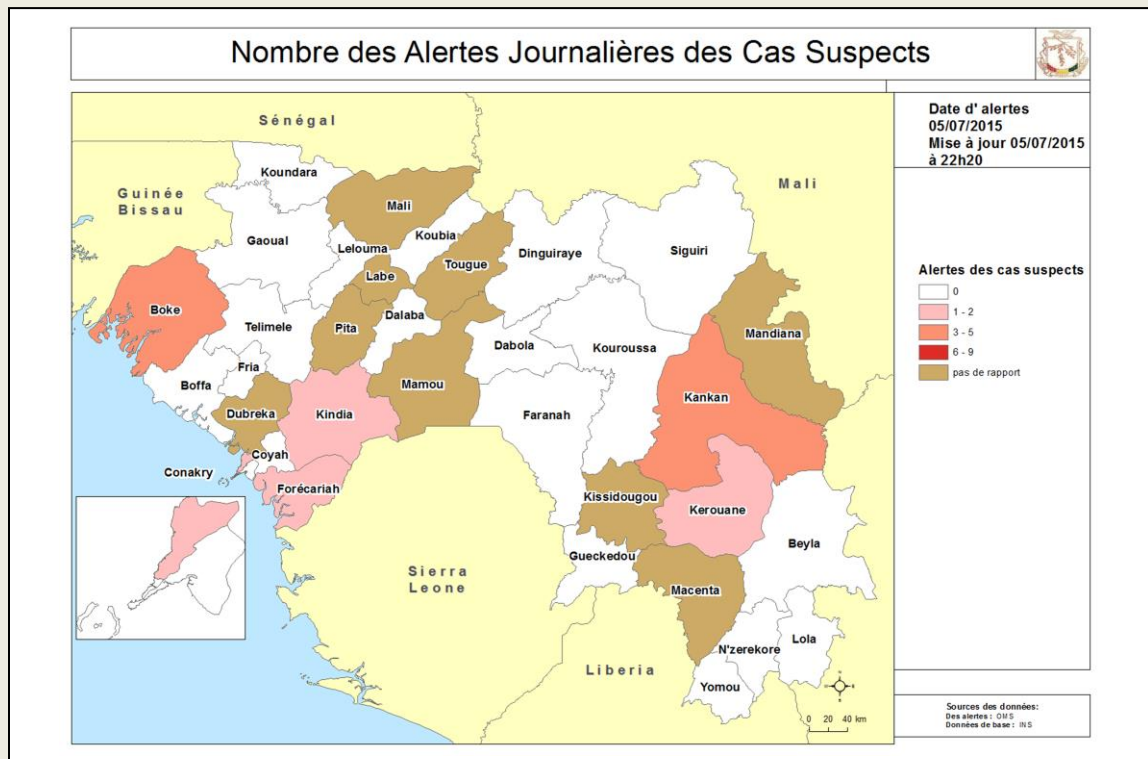 Nombre des Alertes Journalières des Cas Suspects
Date d' alertes
05/07/2015
Mise à jour 05/07/2015
à 22h20
Sénégal
Guinée
Bissau
Mali
Koundara
Mali
Gaoual
Koubia
Lelouma
Siguiri
Dinguiraye
Tougue
Labe
Boke
Dalaba
Telimele
Pita
Mandiana
Dabola
Kouroussa
Fria
Boffa
Mamou
Kankan
Dubreka
Kindia
Faranah
Coyah
Conakry
Forécariah
Kissidougou
Kerouane
Beyla
Gueckedou
Sierra
Leone
Macenta
Lola
N'zerekore
Liberia
Yomou
N
0 20 40 km
Alertes des cas suspects
0
1 - 2
3 - 5
6 - 9
pas de rapport
Sources des données:
Des alertes : OMS
Données de base : INS